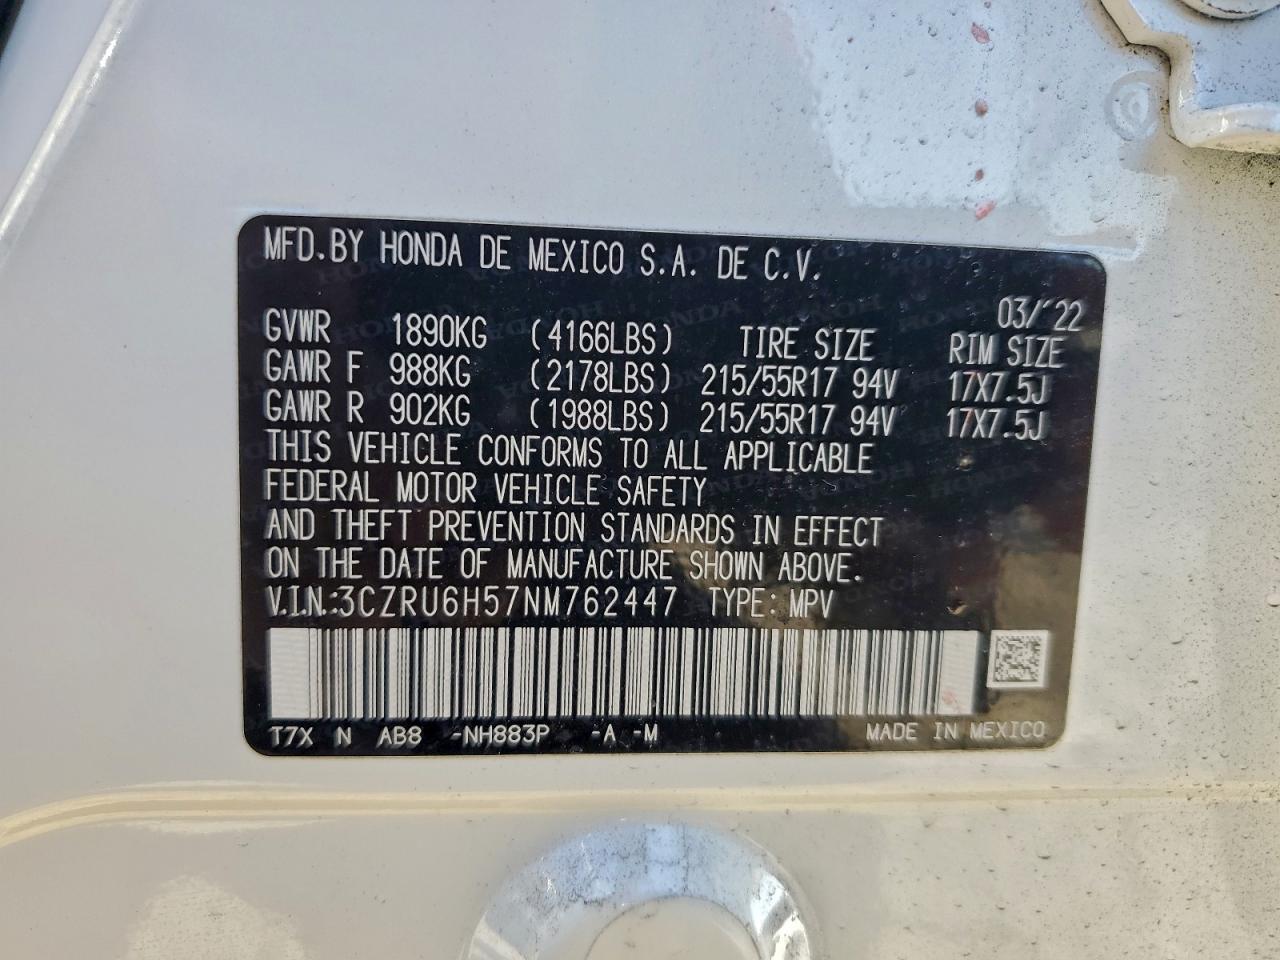 MFD.BY HONDA DE MEXICO S.A. DE C.V.
03/'22
GVWR 1890KG (4166LBS) TIRE SIZE RIM SIZE
GAWR F 988KG (2178LBS) 215/55R17 94V 17X7.5J
GAWR R 902KG (1988LBS) 215/55R17 94V 17X7.5J
THIS VEHICLE CONFORMS TO ALL APPLICABLE
FEDERAL MOTOR VEHICLE SAFETY
AND THEFT PREVENTION STANDARDS IN EFFECT
ON THE DATE OF MANUFACTURE SHOWN ABOVE.
V.I.N.:3CZRU6H57NM762447 TYPE: MPV
T7X N AB8 -NH883P -A -M MADE IN MEXICO